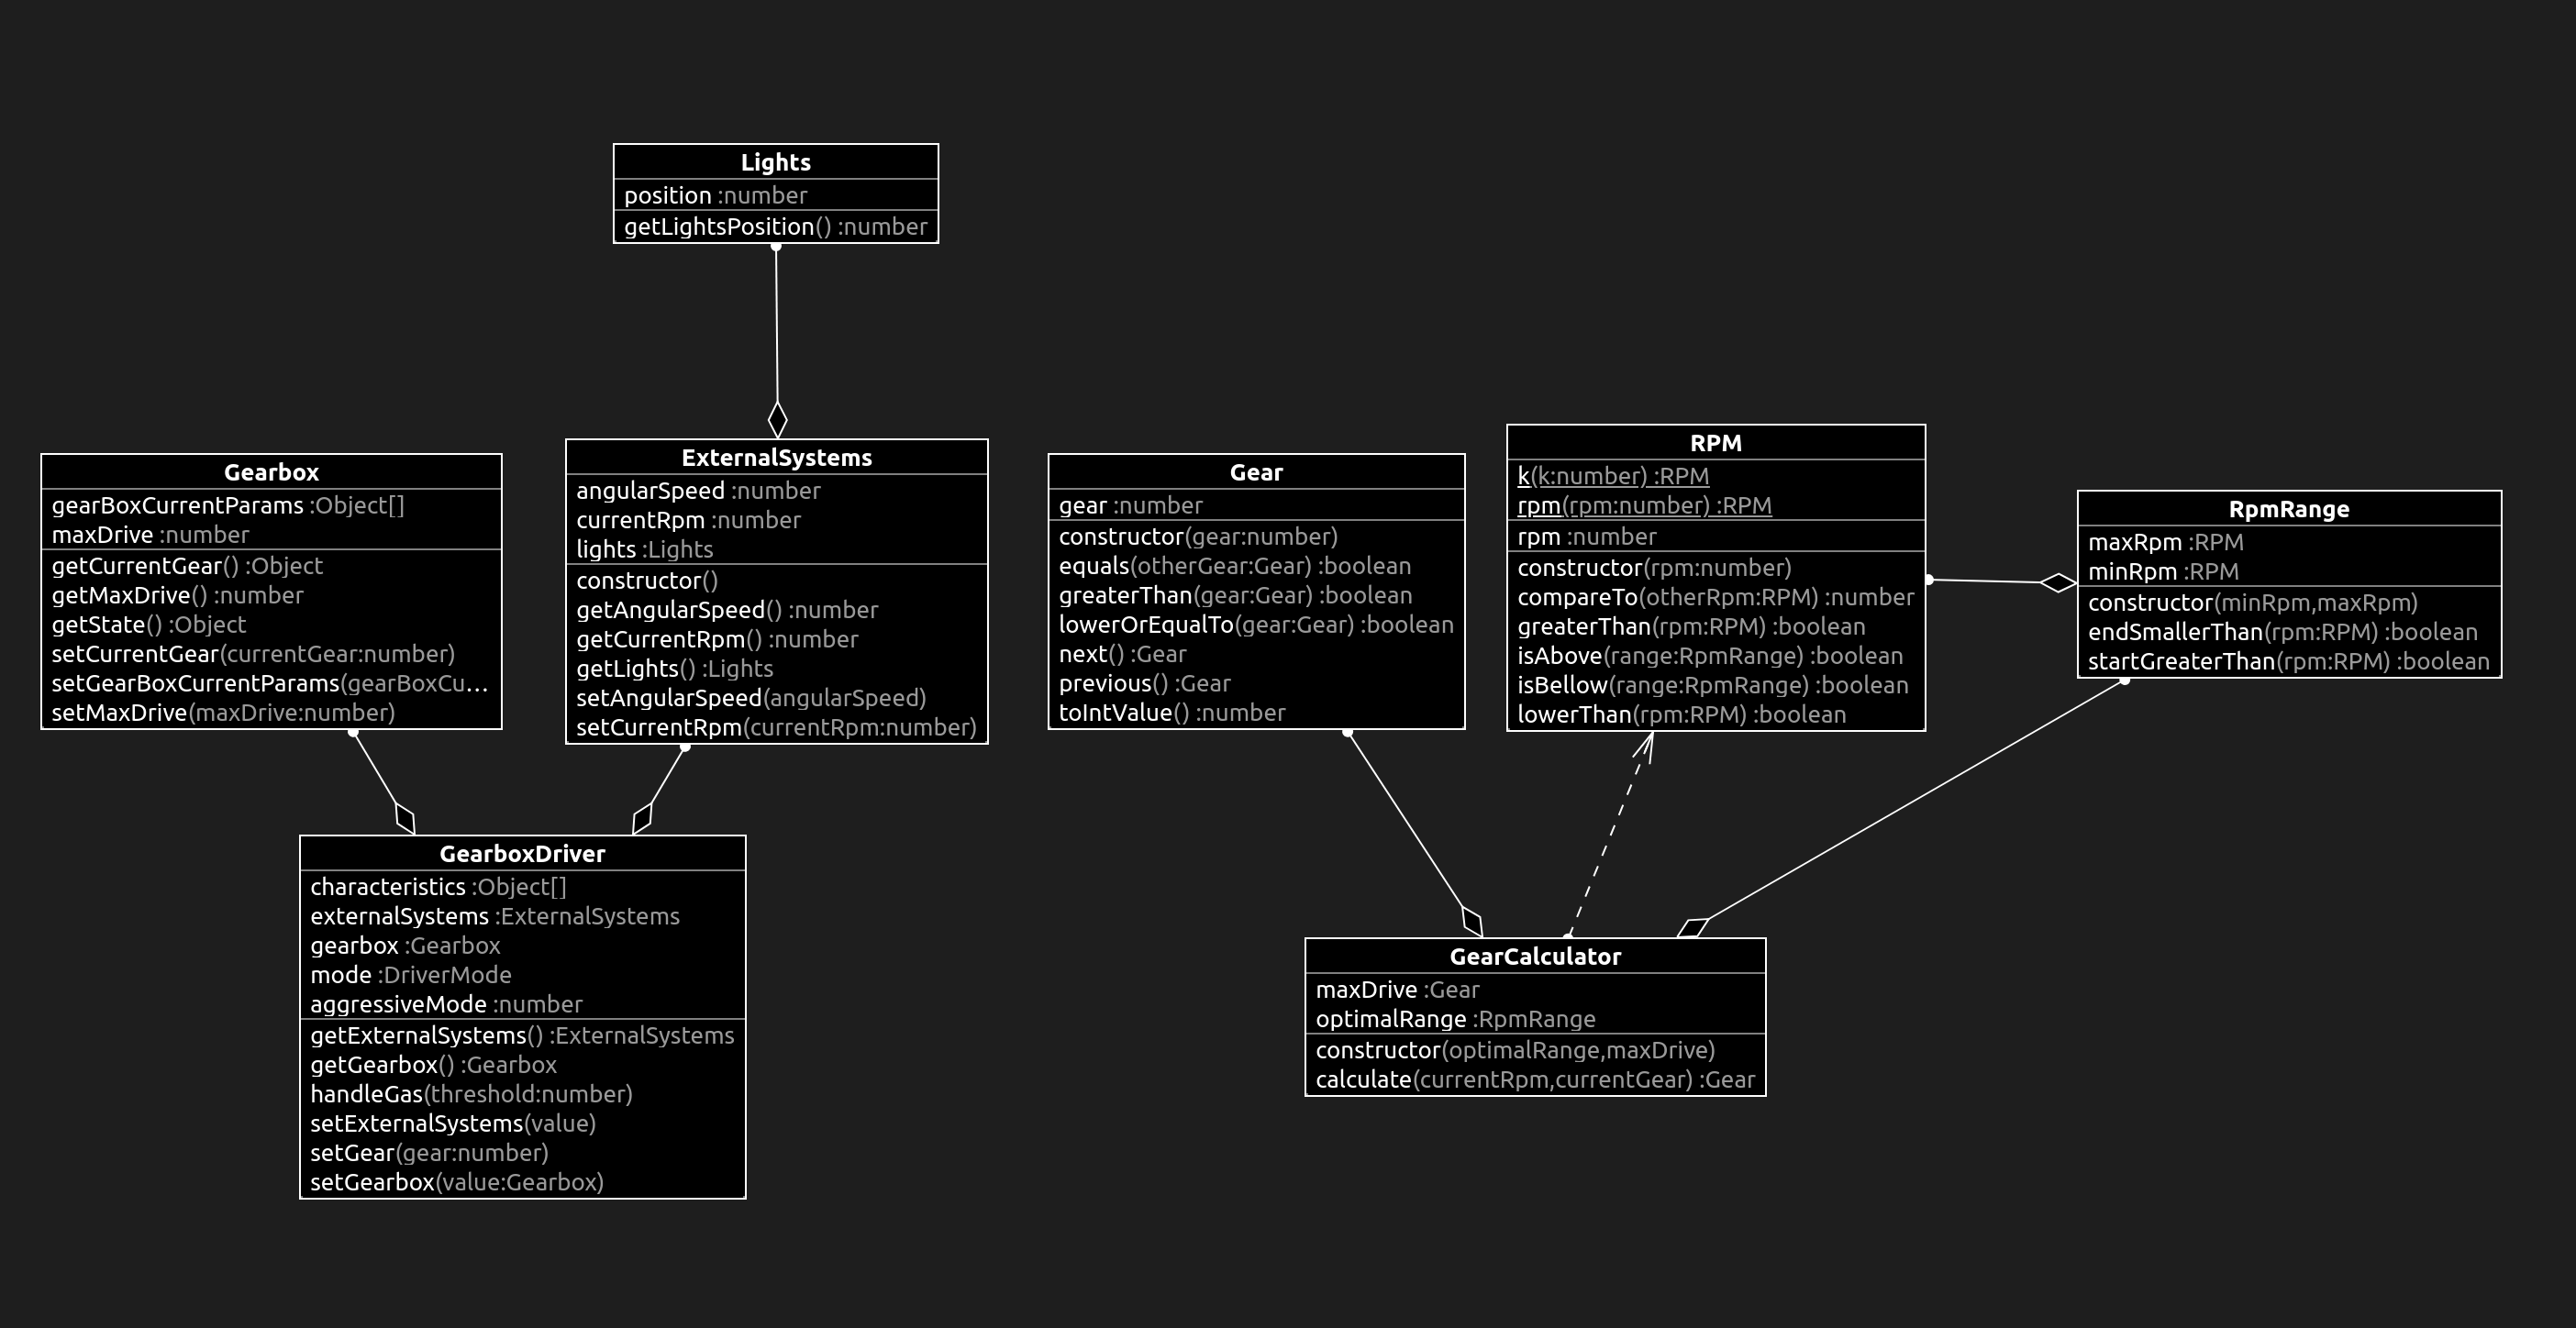 Lights
position :number
getLightsPosition() :number
Gearbox
gearBoxCurrentParams :Object[]
maxDrive :number
getCurrentGear() :Object
getMaxDrive() :number
getState() :Object
setCurrentGear(currentGear:number)
setGearBoxCurrentParams(gearBoxCu...
setMaxDrive(maxDrive:number)
ExternalSystems
angularSpeed :number
currentRpm :number
lights :Lights
constructor()
getAngularSpeed() :number
getCurrentRpm() :number
getLights() :Lights
setAngularSpeed(angularSpeed)
setCurrentRpm(currentRpm:number)
Gear
gear :number
constructor(gear:number)
equals(otherGear:Gear) :boolean
greaterThan(gear:Gear) :boolean
lowerOrEqualTo(gear:Gear) :boolean
next() :Gear
previous() :Gear
toIntValue() :number
RPM
k(k:number) :RPM
rpm(rpm:number) :RPM
rpm :number
constructor(rpm:number)
compareTo(otherRpm:RPM) :number
greaterThan(rpm:RPM) :boolean
isAbove(range:RpmRange) :boolean
isBellow(range:RpmRange) :boolean
lowerThan(rpm:RPM) :boolean
RpmRange
maxRpm :RPM
minRpm :RPM
constructor(minRpm,maxRpm)
endSmallerThan(rpm:RPM) :boolean
startGreaterThan(rpm:RPM) :boolean
GearboxDriver
characteristics :Object[]
externalSystems :ExternalSystems
gearbox :Gearbox
mode :DriverMode
aggressiveMode :number
getExternalSystems() :ExternalSystems
getGearbox() :Gearbox
handleGas(threshold:number)
setExternalSystems(value)
setGear(gear:number)
setGearbox(value:Gearbox)
GearCalculator
maxDrive :Gear
optimalRange :RpmRange
constructor(optimalRange,maxDrive)
calculate(currentRpm,currentGear) :Gear